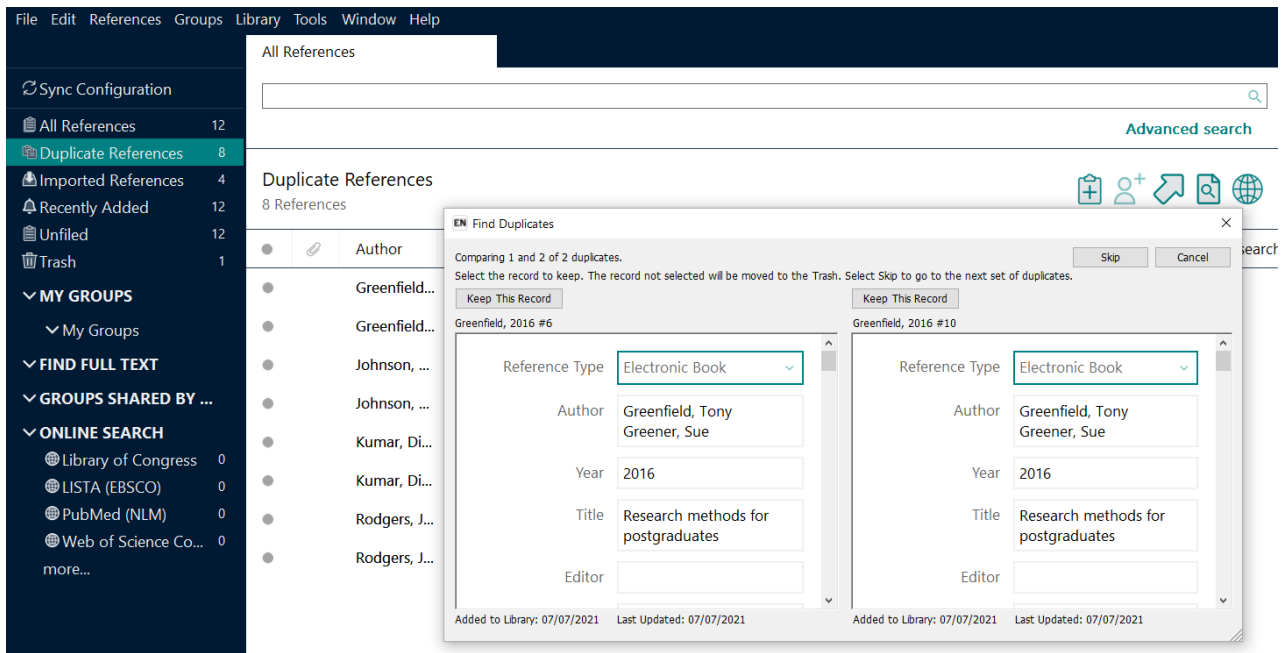 File Edit References Groups Library Tools Window Help
All References
Sync Configuration
All References 12
Duplicate References 8
Imported References 4
Recently Added 12
Unfiled 12
Trash 1
MY GROUPS
My Groups
FIND FULL TEXT
GROUPS SHARED BY ...
ONLINE SEARCH
Library of Congress 0
LISTA (EBSCO) 0
PubMed (NLM) 0
Web of Science Co... 0
more...
Advanced search
Duplicate References
8 References
Author
earch
Greenfield...
Greenfield...
Johnson, ...
Johnson, ...
Kumar, Di...
Kumar, Di...
Rodgers, J...
Rodgers, J...
EN Find Duplicates
Comparing 1 and 2 of 2 duplicates.
Skip Cancel
Select the record to keep. The record not selected will be moved to the Trash. Select Skip to go to the next set of duplicates.
Keep This Record
Greenfield, 2016 #6
Reference Type Electronic Book
Author Greenfield, Tony
Greener, Sue
Year 2016
Title Research methods for
postgraduates
Editor
Added to Library: 07/07/2021 Last Updated: 07/07/2021
Keep This Record
Greenfield, 2016 #10
Reference Type Electronic Book
Author Greenfield, Tony
Greener, Sue
Year 2016
Title Research methods for
postgraduates
Editor
Added to Library: 07/07/2021 Last Updated: 07/07/2021